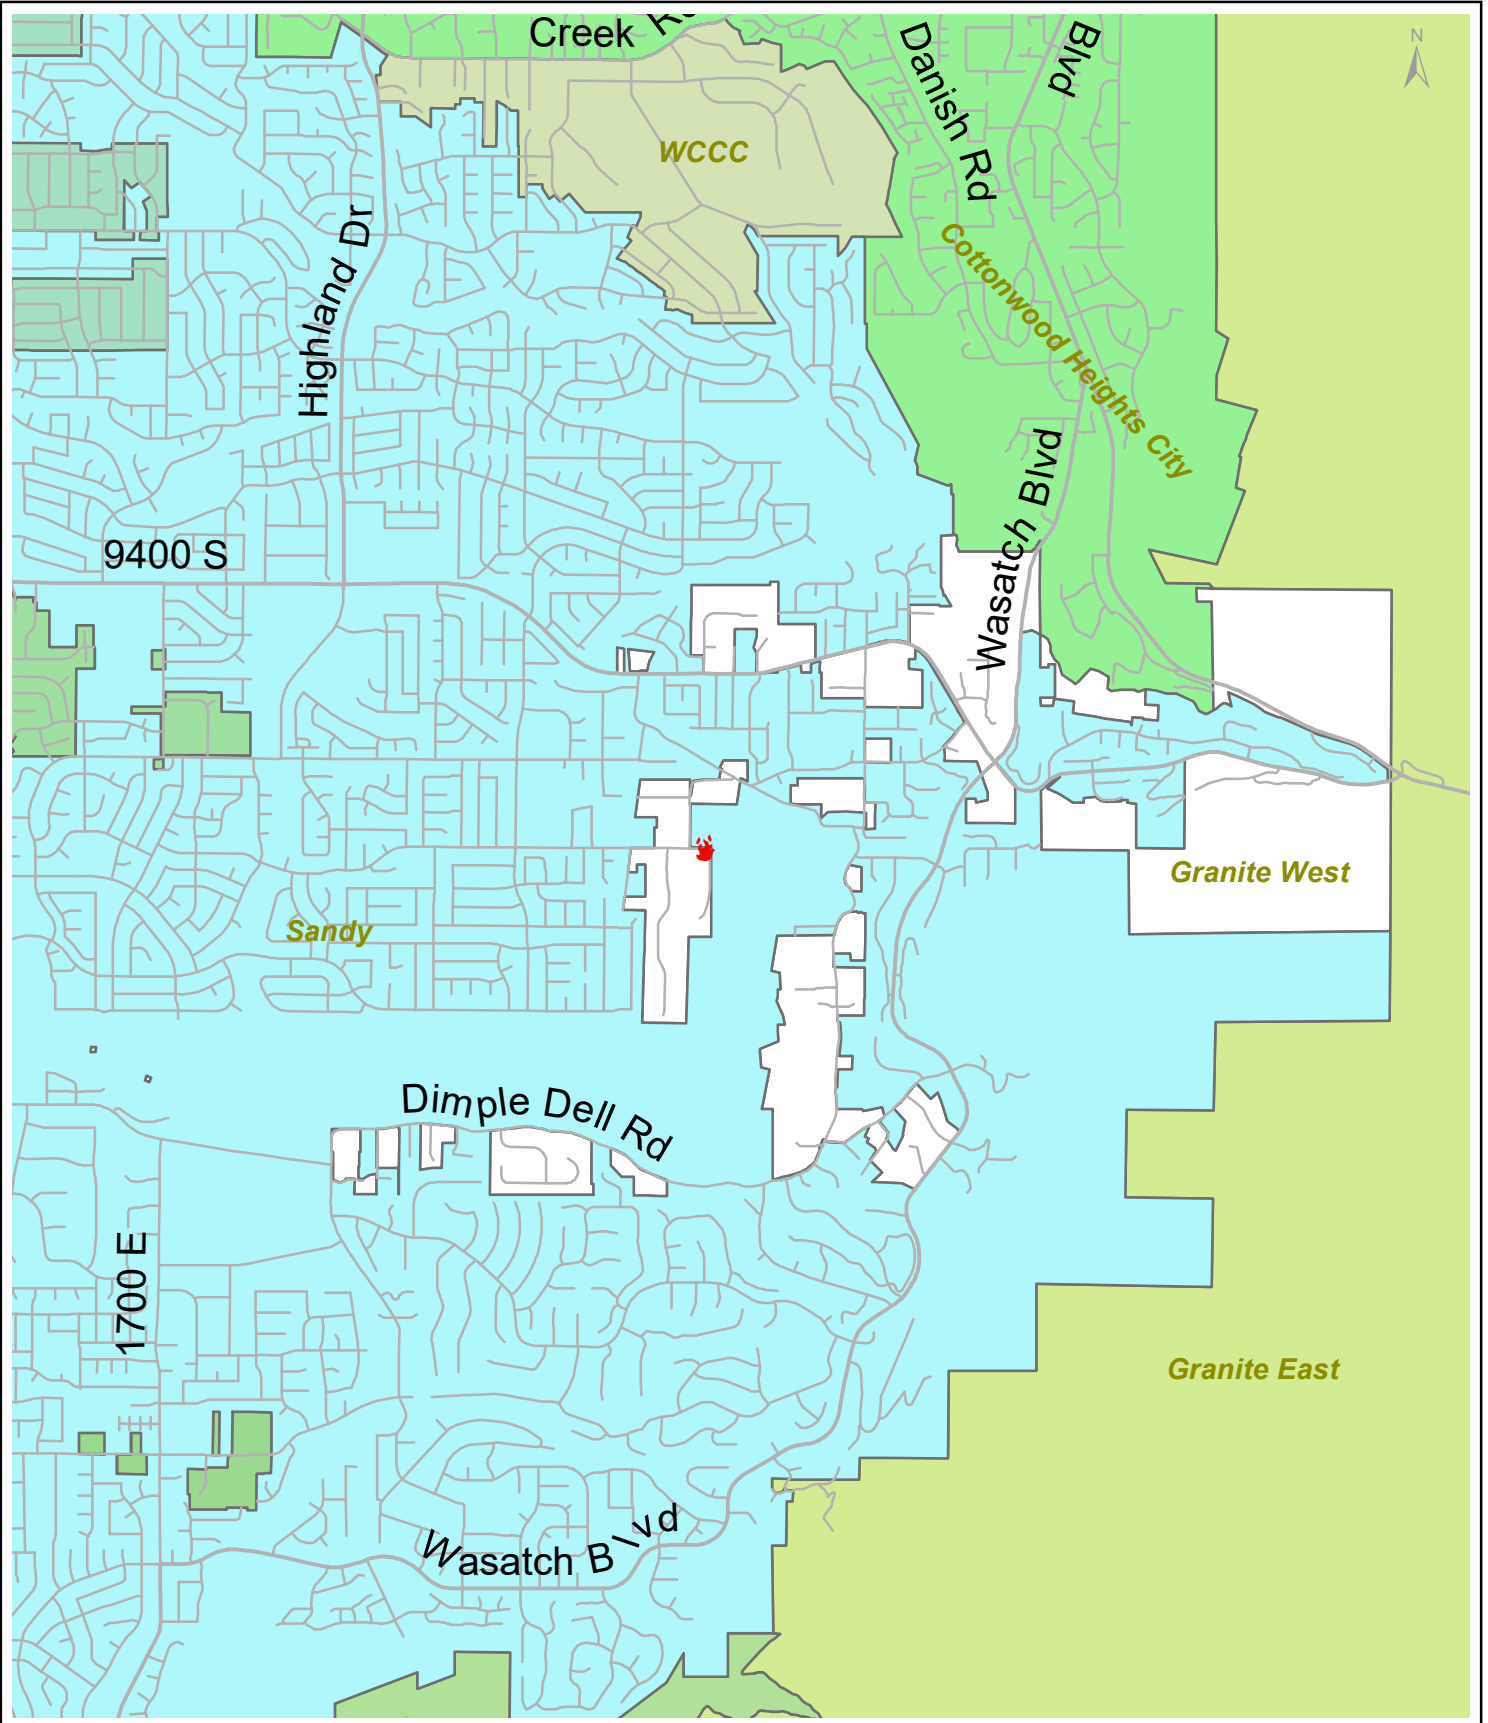 Creek
Danish Rd
Blvd
N
WCCC
Highland Dr
Cottonwood Heights City
Wasatch Blvd
9400 S
Granite West
Sandy
Dimple Dell Rd
1700 E
Granite East
Wasatch Blvd